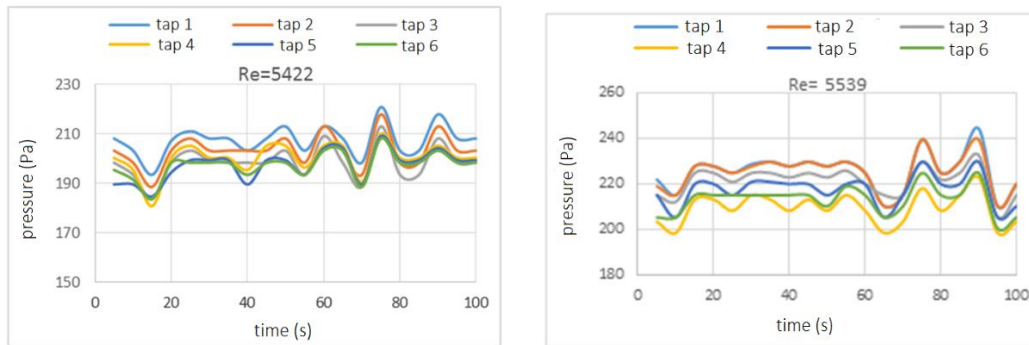 tap 1 tap 2 tap 3
tap 4 tap 5 tap 6
Re=5422
230
210
190
170
150
0 20 40 60 80 100
pressure (Pa)
time (s)
tap 1 tap 2 tap 3
tap 4 tap 5 tap 6
Re= 5539
260
240
220
200
180
0 20 40 60 80 100
pressure (Pa)
time (s)